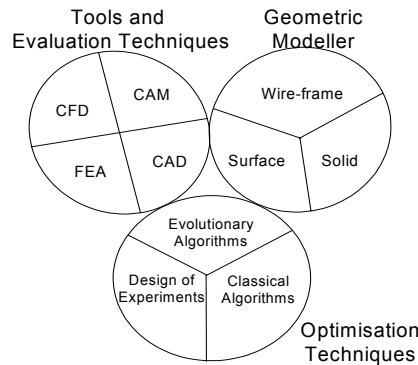 Tools and
Evaluation Techniques
Geometric
Modeller
CFD
CAM
FEA
CAD
Wire-frame
Surface
Solid
Evolutionary
Algorithms
Design of
Experiments
Classical
Algorithms
Optimisation
Techniques